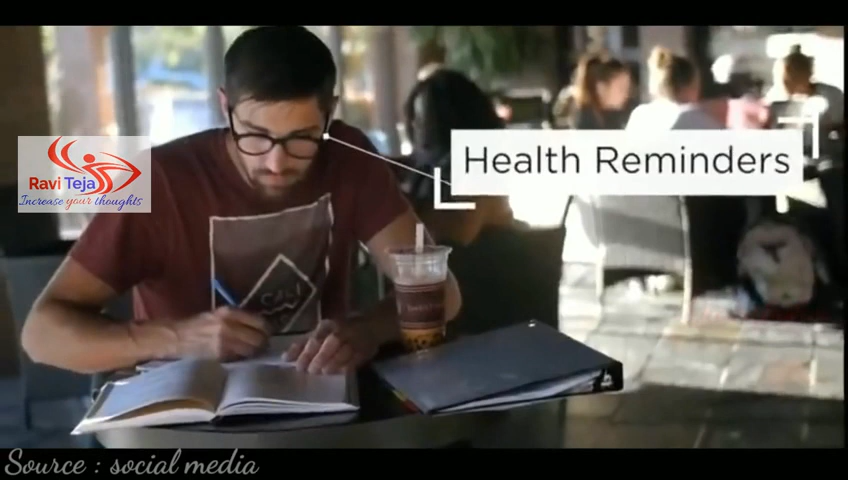 Health Reminders
Ravi Teja
Increase your thoughts
Source : social media